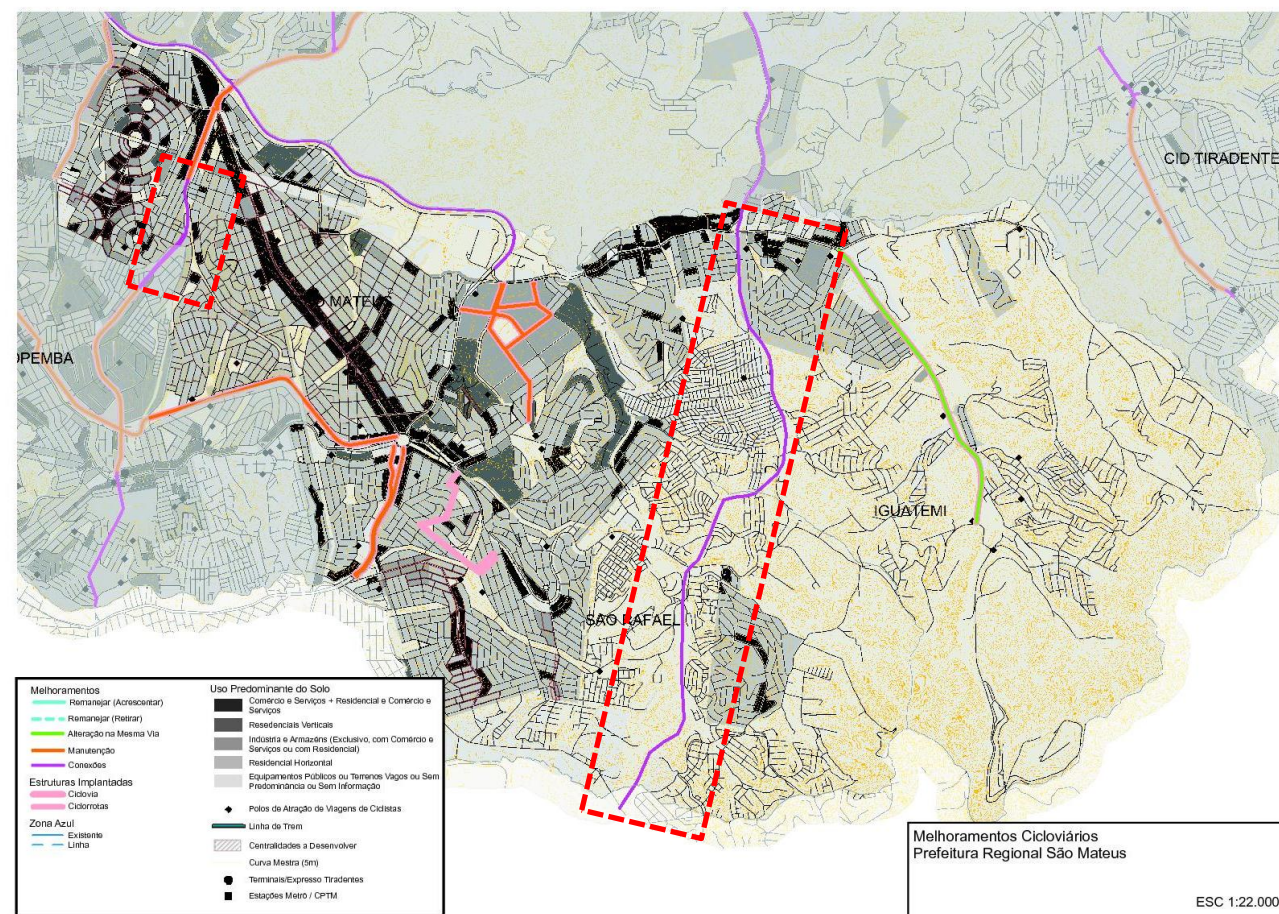 CID TIRADENTE
MATEUS
OPEMBA
IGUATEMI
SAO RAFAEL
Melhoramentos
Remanejar (Acrescentar)
Remanejar (Retirar)
Alteração na Mesma Via
Manutenção
Conexões
Estruturas Implantadas
Ciclovia
Ciclorrotas
Zona Azul
Existente
Linha
Uso Predominante do Solo
Comércio e Serviços + Residencial e Comércio e
Serviços
Resedenciais Verticais
Indústria e Armazéns (Exclusivo, com Comércio e
Serviços ou com Residencial)
Residencial Horizontal
Equipamentos Públicos ou Terrenos Vagos ou Sem
Predominância ou Sem Informação
Polos de Atração de Viagens de Ciclistas
Linha de Trem
Centralidades a Desenvolver
Curva Mestra (5m)
Terminais/Expresso Tiradentes
Estações Metrô / CPTM
Melhoramentos Cicloviários
Prefeitura Regional São Mateus
ESC 1:22.000